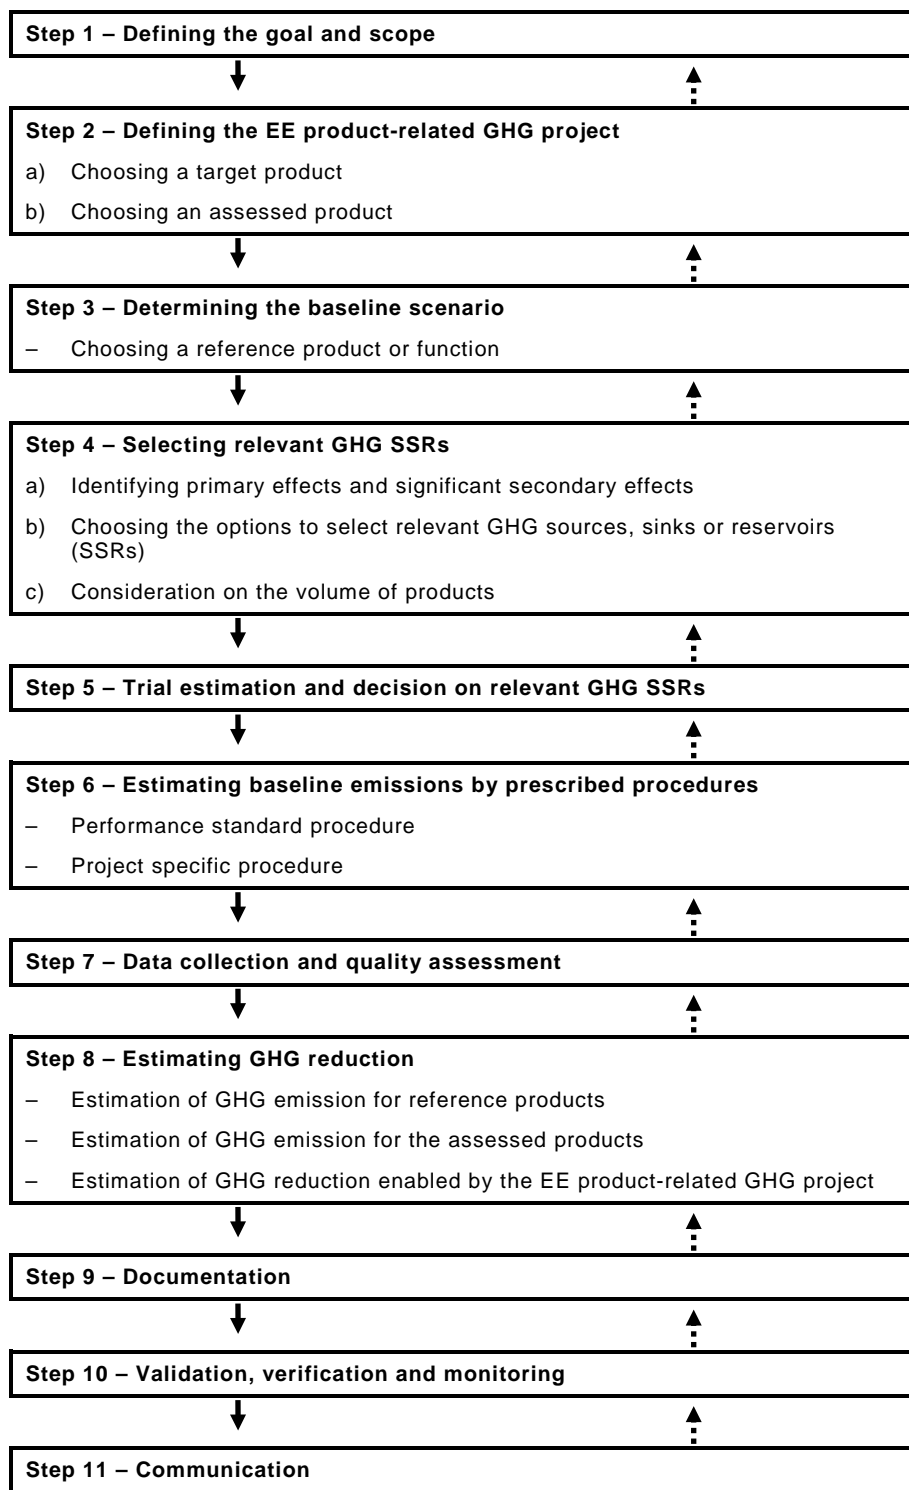 Step 1 – Defining the goal and scope
Step 2 – Defining the EE product-related GHG project
a) Choosing a target product
b) Choosing an assessed product
Step 3 – Determining the baseline scenario
– Choosing a reference product or function
Step 4 – Selecting relevant GHG SSRs
a) Identifying primary effects and significant secondary effects
b) Choosing the options to select relevant GHG sources, sinks or reservoirs
(SSRs)
c) Consideration on the volume of products
Step 5 – Trial estimation and decision on relevant GHG SSRs
Step 6 – Estimating baseline emissions by prescribed procedures
– Performance standard procedure
– Project specific procedure
Step 7 – Data collection and quality assessment
Step 8 – Estimating GHG reduction
– Estimation of GHG emission for reference products
– Estimation of GHG emission for the assessed products
– Estimation of GHG reduction enabled by the EE product-related GHG project
Step 9 – Documentation
Step 10 – Validation, verification and monitoring
Step 11 – Communication